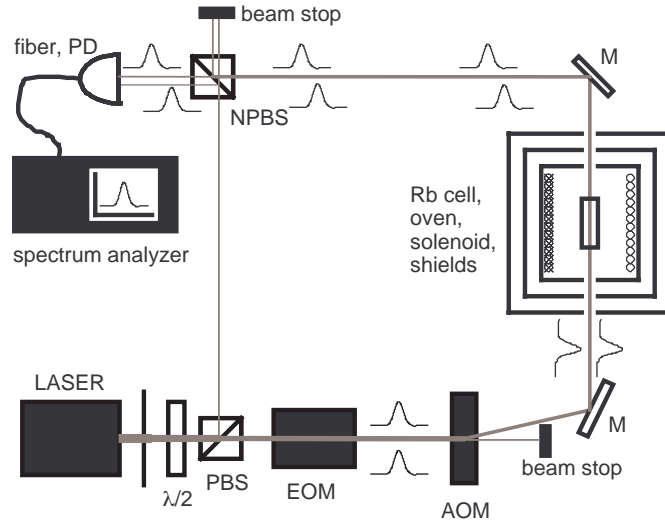 beam stop
fiber, PD
M
NPBS
Rb cell,
oven,
solenoid,
shields
spectrum analyzer
LASER
M
λ/2
PBS
EOM
AOM
beam stop